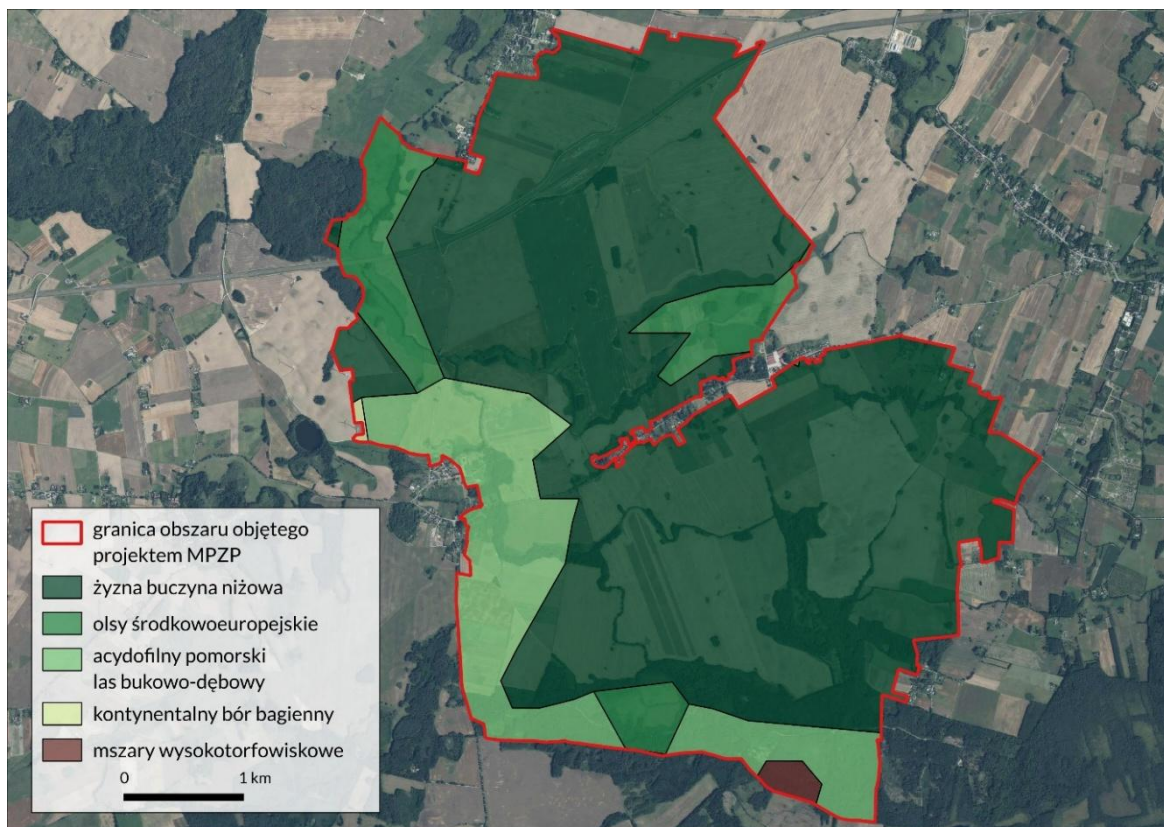 granica obszaru objętego
projektem MPZP
żyzna buczyna niżowa
olsy środkowoeuropejskie
acydofilny pomorski
las bukowo-dębowy
kontynentalny bór bagienny
mszary wysokotorfowiskowe
0 1 km